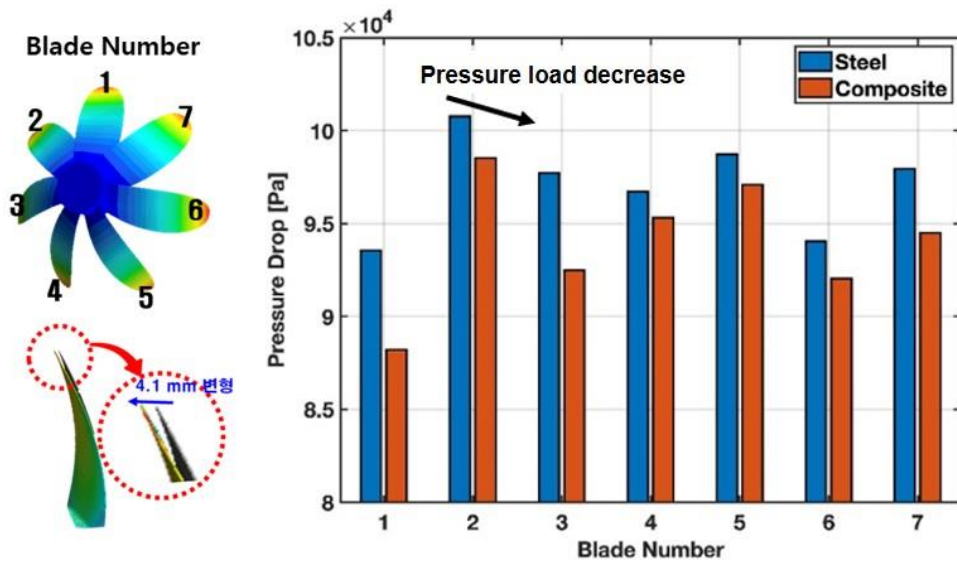 Blade Number
1
2
7
3
6
4
5
4.1 mm 변형
×10⁴
Pressure load decrease
Steel
Composite
Pressure Drop [Pa]
10.5
10
9.5
9
8.5
8
1 2 3 4 5 6 7
Blade Number